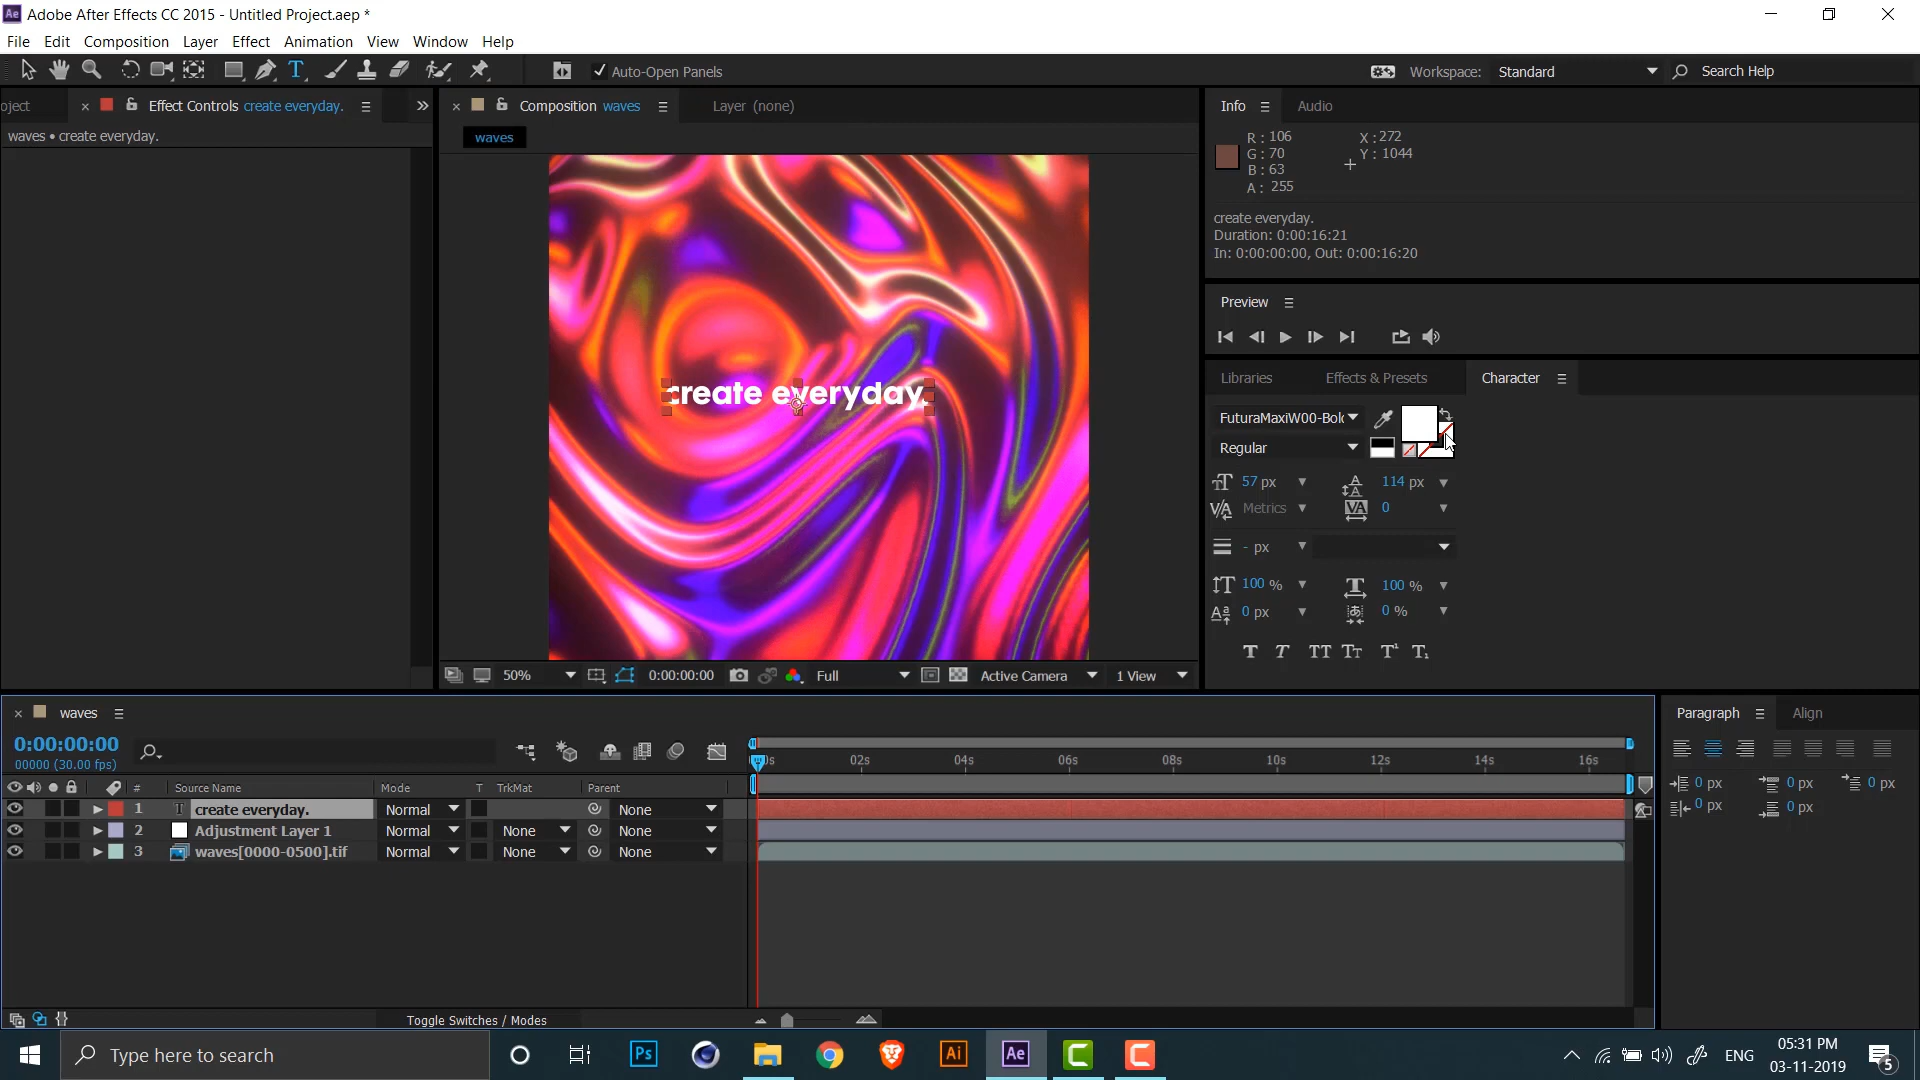 Adobe After Effects CC 2015 - Untitled Project.aep *
File Edit Composition Layer Effect Animation View Window Help
Auto-Open Panels
Workspace: Standard
Search Help
oject
Effect Controls create everyday.
Composition waves
Layer (none)
waves • create everyday.
waves
create everyday.
50%
0:00:00:00
Full
Active Camera
1 View
Info
Audio
R: 106
G: 70
B: 63
A: 255
X: 272
Y: 1044
create everyday.
Duration: 0:00:16:21
In: 0:00:00:00, Out: 0:00:16:20
Preview
Libraries
Effects & Presets
Character
FuturaMaxiW00-Bol
Regular
57 px
114 px
Metrics
0
- px
100 %
100 %
0 px
0 %
waves
0:00:00:00
00000 (30.00 fps)
02s 04s 06s 08s 10s 12s 14s 16s
# Source Name Mode T TrkMat Parent
1 T create everyday. Normal None
2 Adjustment Layer 1 Normal None None
3 waves[0000-0500].tif Normal None None
Toggle Switches / Modes
Paragraph
Align
0 px 0 px 0 px
0 px 0 px
Type here to search
Ps
Ai
Ae
ENG
05:31 PM
03-11-2019
5